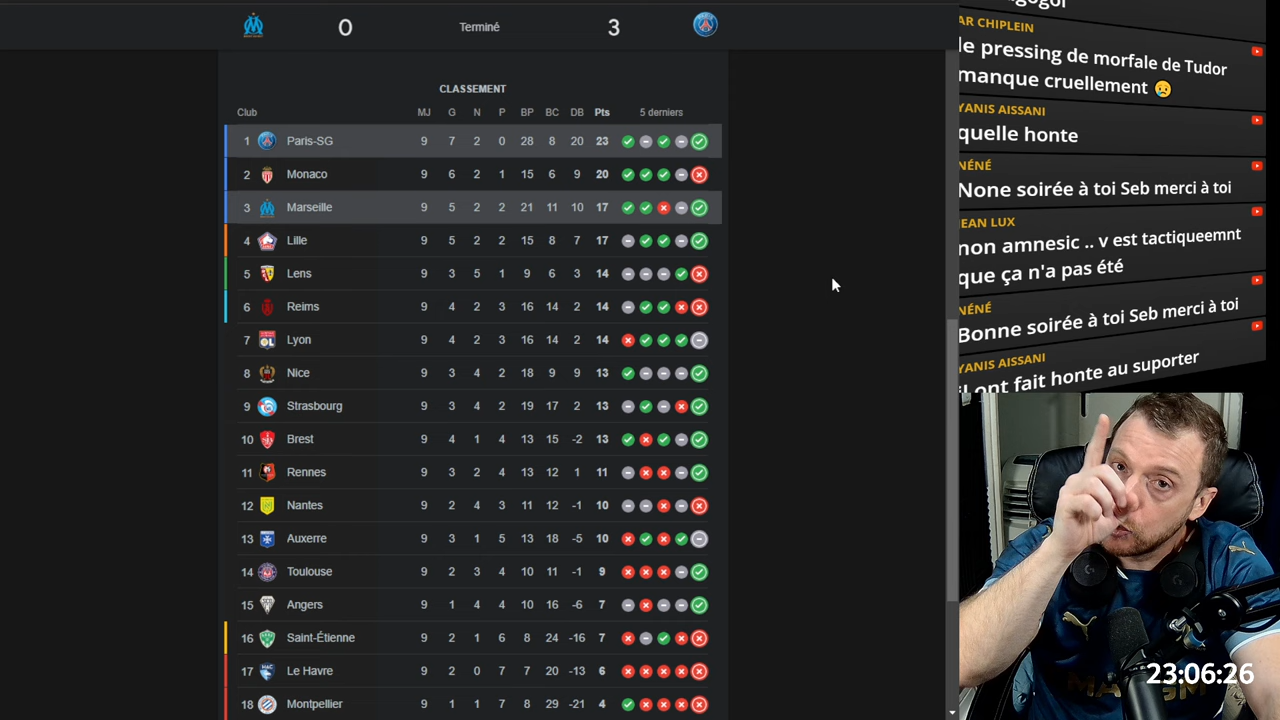 0 Terminé 3
CLASSEMENT
Club MJ G N P BP BC DB Pts 5 derniers
1 Paris-SG 9 7 2 0 28 8 20 23
2 Monaco 9 6 2 1 15 6 9 20
3 Marseille 9 5 2 2 21 11 10 17
4 Lille 9 5 2 2 15 8 7 17
5 Lens 9 3 5 1 9 6 3 14
6 Reims 9 4 2 3 16 14 2 14
7 Lyon 9 4 2 3 16 14 2 14
8 Nice 9 3 4 2 18 9 9 13
9 Strasbourg 9 3 4 2 19 17 2 13
10 Brest 9 4 1 4 13 15 -2 13
11 Rennes 9 3 2 4 13 12 1 11
12 Nantes 9 2 4 3 11 12 -1 10
13 Auxerre 9 3 1 5 13 18 -5 10
14 Toulouse 9 2 3 4 10 11 -1 9
15 Angers 9 1 4 4 10 16 -6 7
16 Saint-Étienne 9 2 1 6 8 24 -16 7
17 Le Havre 9 2 0 7 7 20 -13 6
18 Montpellier 9 1 1 7 8 29 -21 4
AR CHIPLEIN
le pressing de morfale de Tudor
manque cruellement 😥
YANIS AISSANI
quelle honte
NÉNÉ
None soirée à toi Seb merci à toi
EAN LUX
non amnesic .. v est tactiqueemnt
que ça n'a pas été
NÉNÉ
Bonne soirée à toi Seb merci à toi
YANIS AISSANI
il ont fait honte au suporter
23:06:26